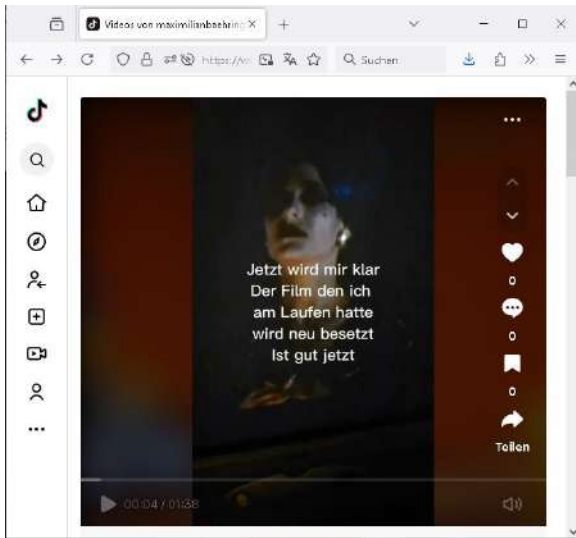 Videos von maximilianbaehring
https://w
Suchen
Jetzt wird mir klar
Der Film den ich
am Laufen hatte
wird neu besetzt
Ist gut jetzt
0
0
0
Teilen
00:04 / 01:38